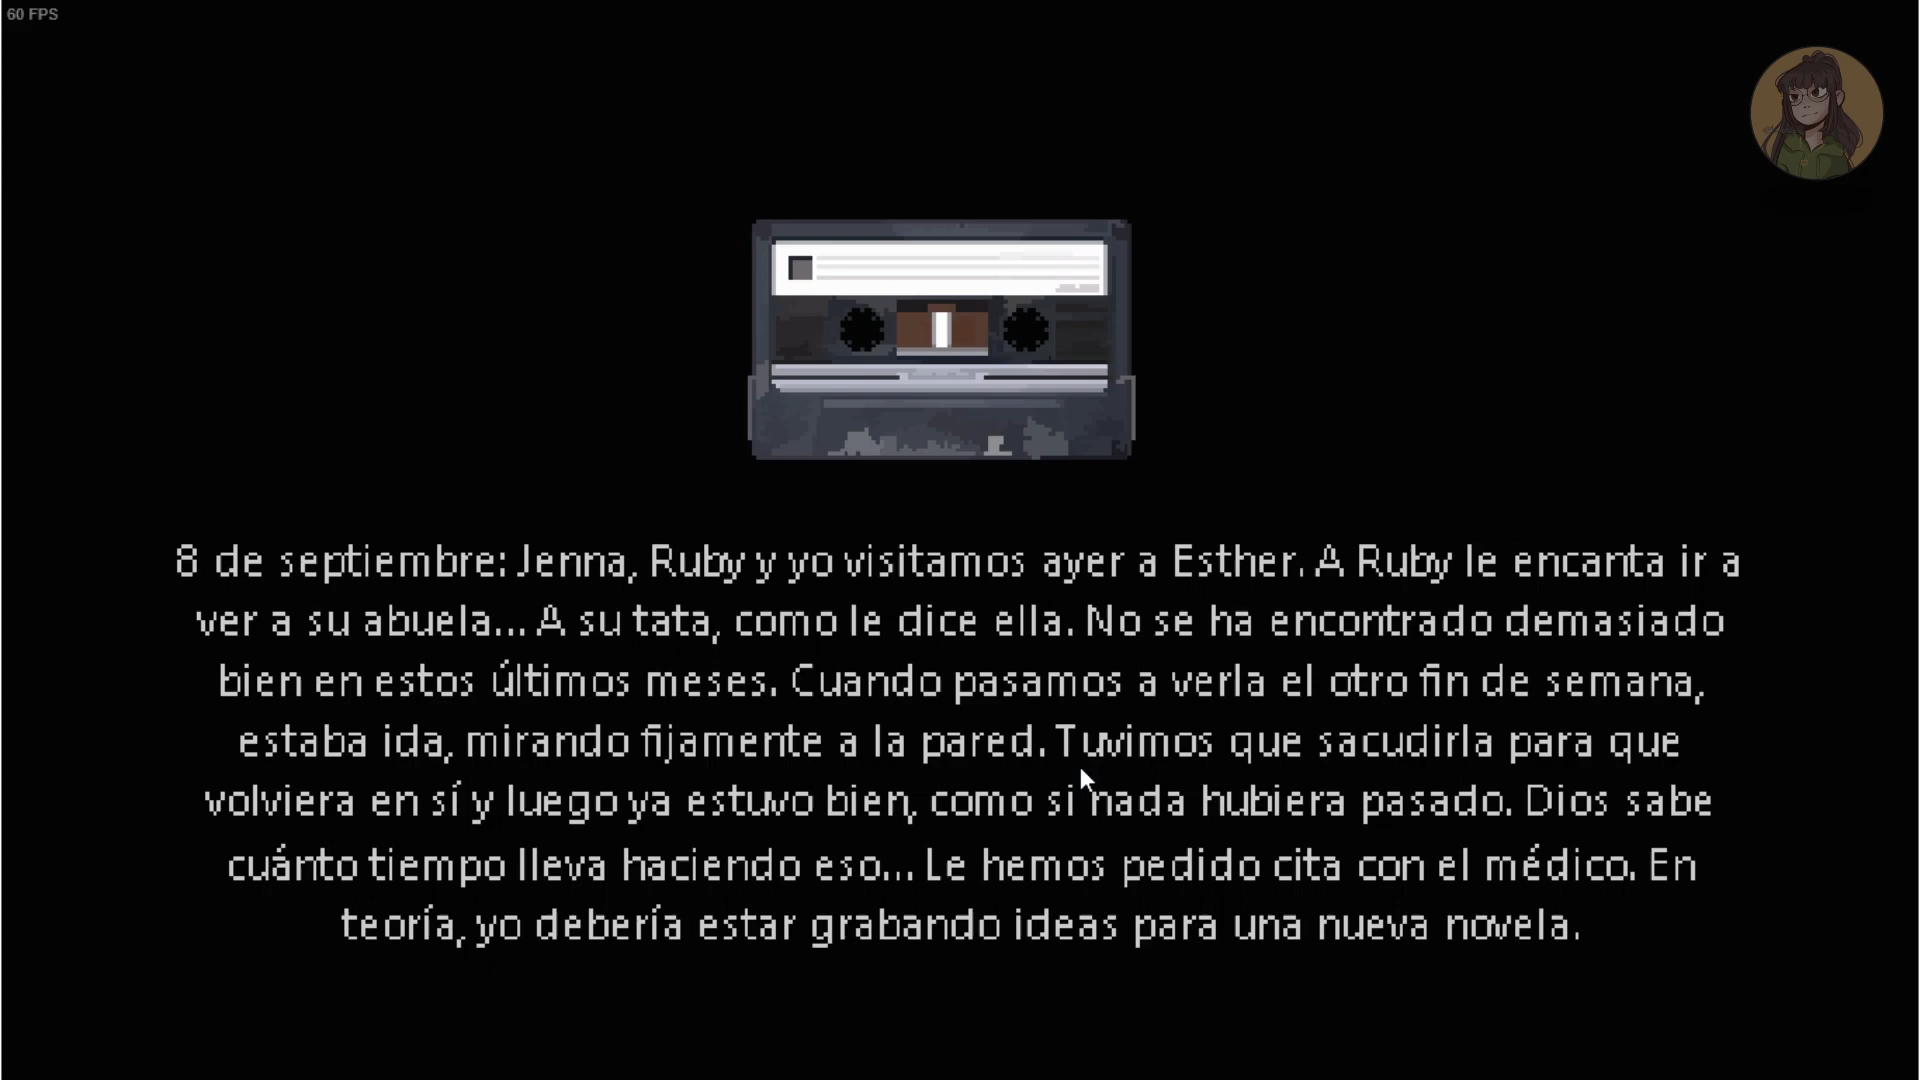 60 FPS
8 de septiembre: Jenna, Ruby y yo visitamos ayer a Esther. A Ruby le encanta ir a
ver a su abuela... A su tata, como le dice ella. No se ha encontrado demasiado
bien en estos últimos meses. Cuando pasamos a verla el otro fin de semana,
estaba ida, mirando fijamente a la pared. Tuvimos que sacudirla para que
volviera en sí y luego ya estuvo bien, como si nada hubiera pasado. Dios sabe
cuánto tiempo lleva haciendo eso... Le hemos pedido cita con el médico. En
teoría, yo debería estar grabando ideas para una nueva novela.